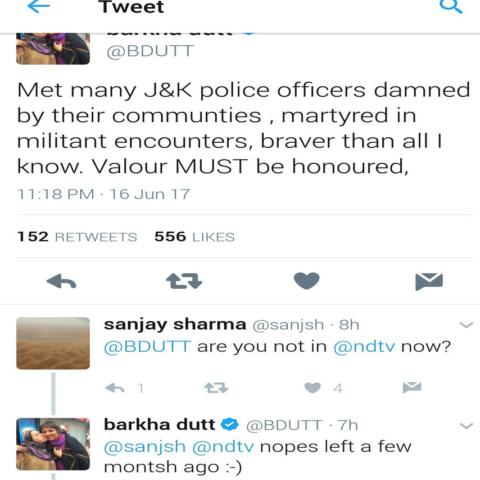 Tweet
barkha dutt
@BDUTT
Met many J&K police officers damned
by their communties , martyred in
militant encounters, braver than all I
know. Valour MUST be honoured,
11:18 PM · 16 Jun 17
152 RETWEETS 556 LIKES
sanjay sharma @sanjsh · 8h
@BDUTT are you not in @ndtv now?
1 4
barkha dutt @BDUTT · 7h
@sanjsh @ndtv nopes left a few
montsh ago :-)